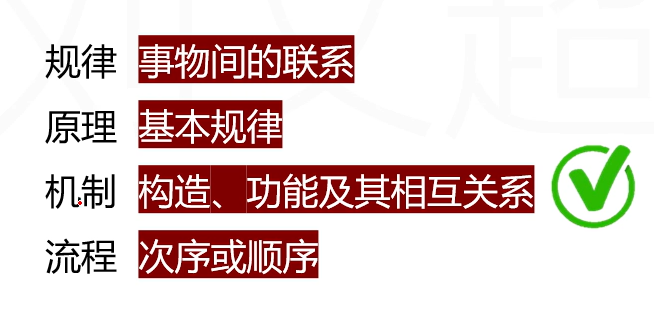 规律 事物间的联系
原理 基本规律
机制 构造、功能及其相互关系
流程 次序或顺序